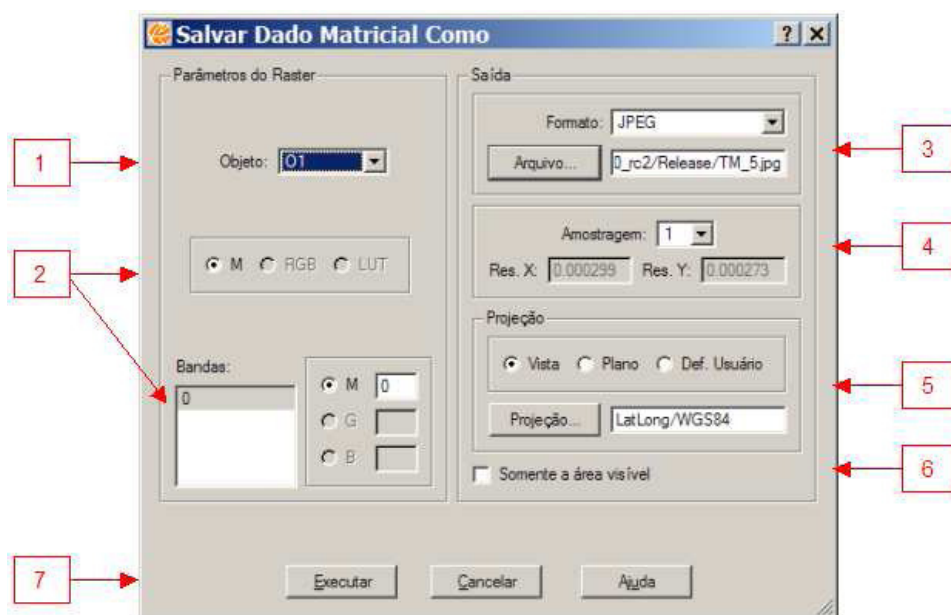 Salvar Dado Matricial Como
Parâmetros do Raster
1
Objeto: O1
2
M RGB LUT
Bandas:
0
M 0
G
B
Saída
Formato: JPEG
Arquivo... 0_rc2/Release/TM_5.jpg
3
Amostragem: 1
Res. X: 0.000299 Res. Y: 0.000273
4
Projeção
Vista Plano Def. Usuário
Projeção... LatLong/WGS84
5
Somente a área visível
6
7
Executar Cancelar Ajuda